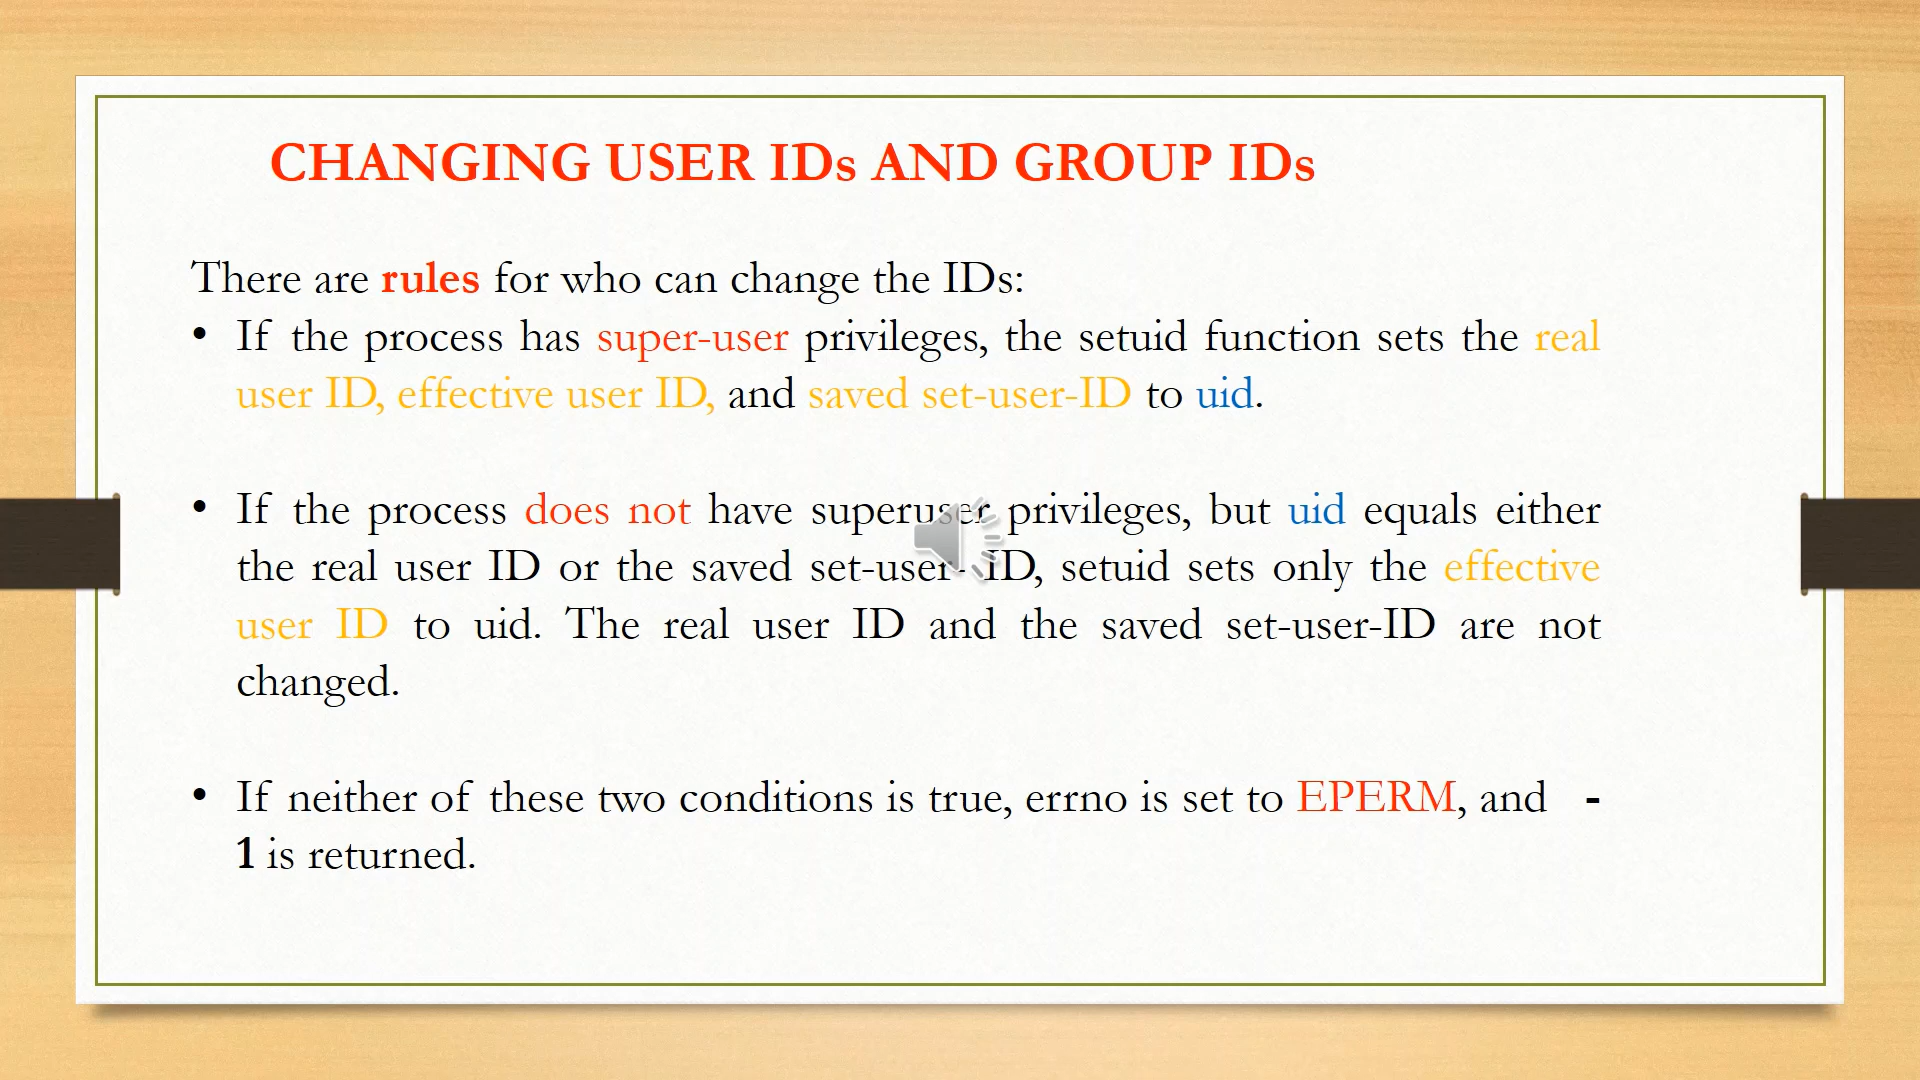 CHANGING USER IDs AND GROUP IDs
There are rules for who can change the IDs:
• If the process has super-user privileges, the setuid function sets the real
user ID, effective user ID, and saved set-user-ID to uid.
• If the process does not have superuser privileges, but uid equals either
the real user ID or the saved set-user- ID, setuid sets only the effective
user ID to uid. The real user ID and the saved set-user-ID are not
changed.
• If neither of these two conditions is true, errno is set to EPERM, and -
1 is returned.